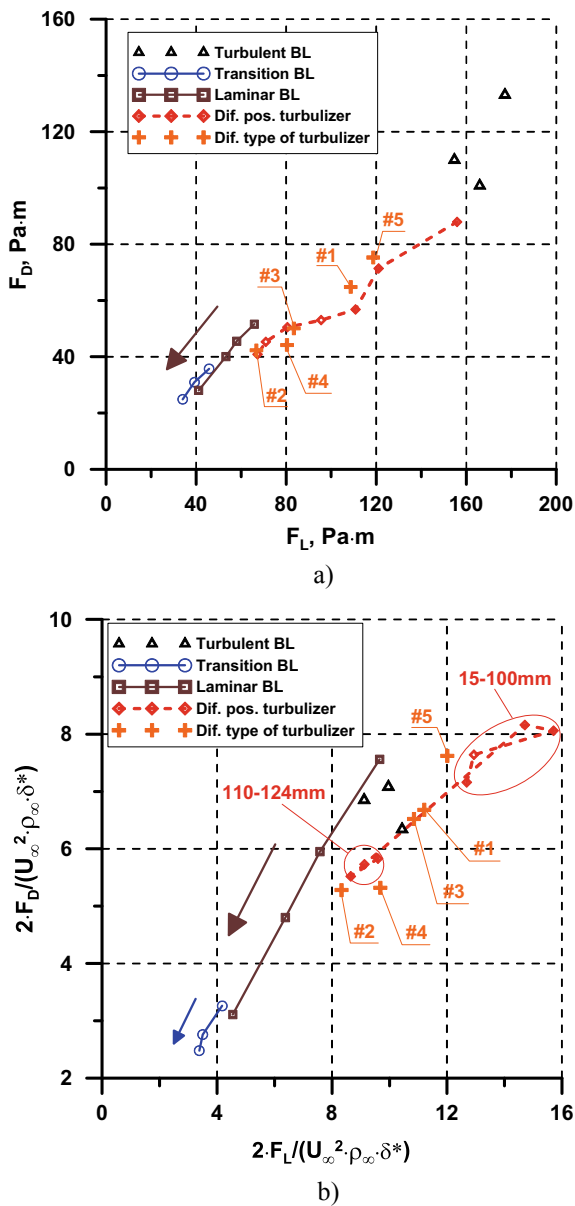 160
120
80
40
0
F_D, Pa·m
Turbulent BL
Transition BL
Laminar BL
Dif. pos. turbulizer
Dif. type of turbulizer
#5
#1
#3
#4
#2
0 40 80 120 160 200
F_L, Pa·m
a)
10
8
6
4
2
2·F_D/(U_∞²·ρ_∞·δ*)
Turbulent BL
Transition BL
Laminar BL
Dif. pos. turbulizer
Dif. type of turbulizer
15-100mm
#5
110-124mm
#1
#3
#2
#4
0 4 8 12 16
2·F_L/(U_∞²·ρ_∞·δ*)
b)